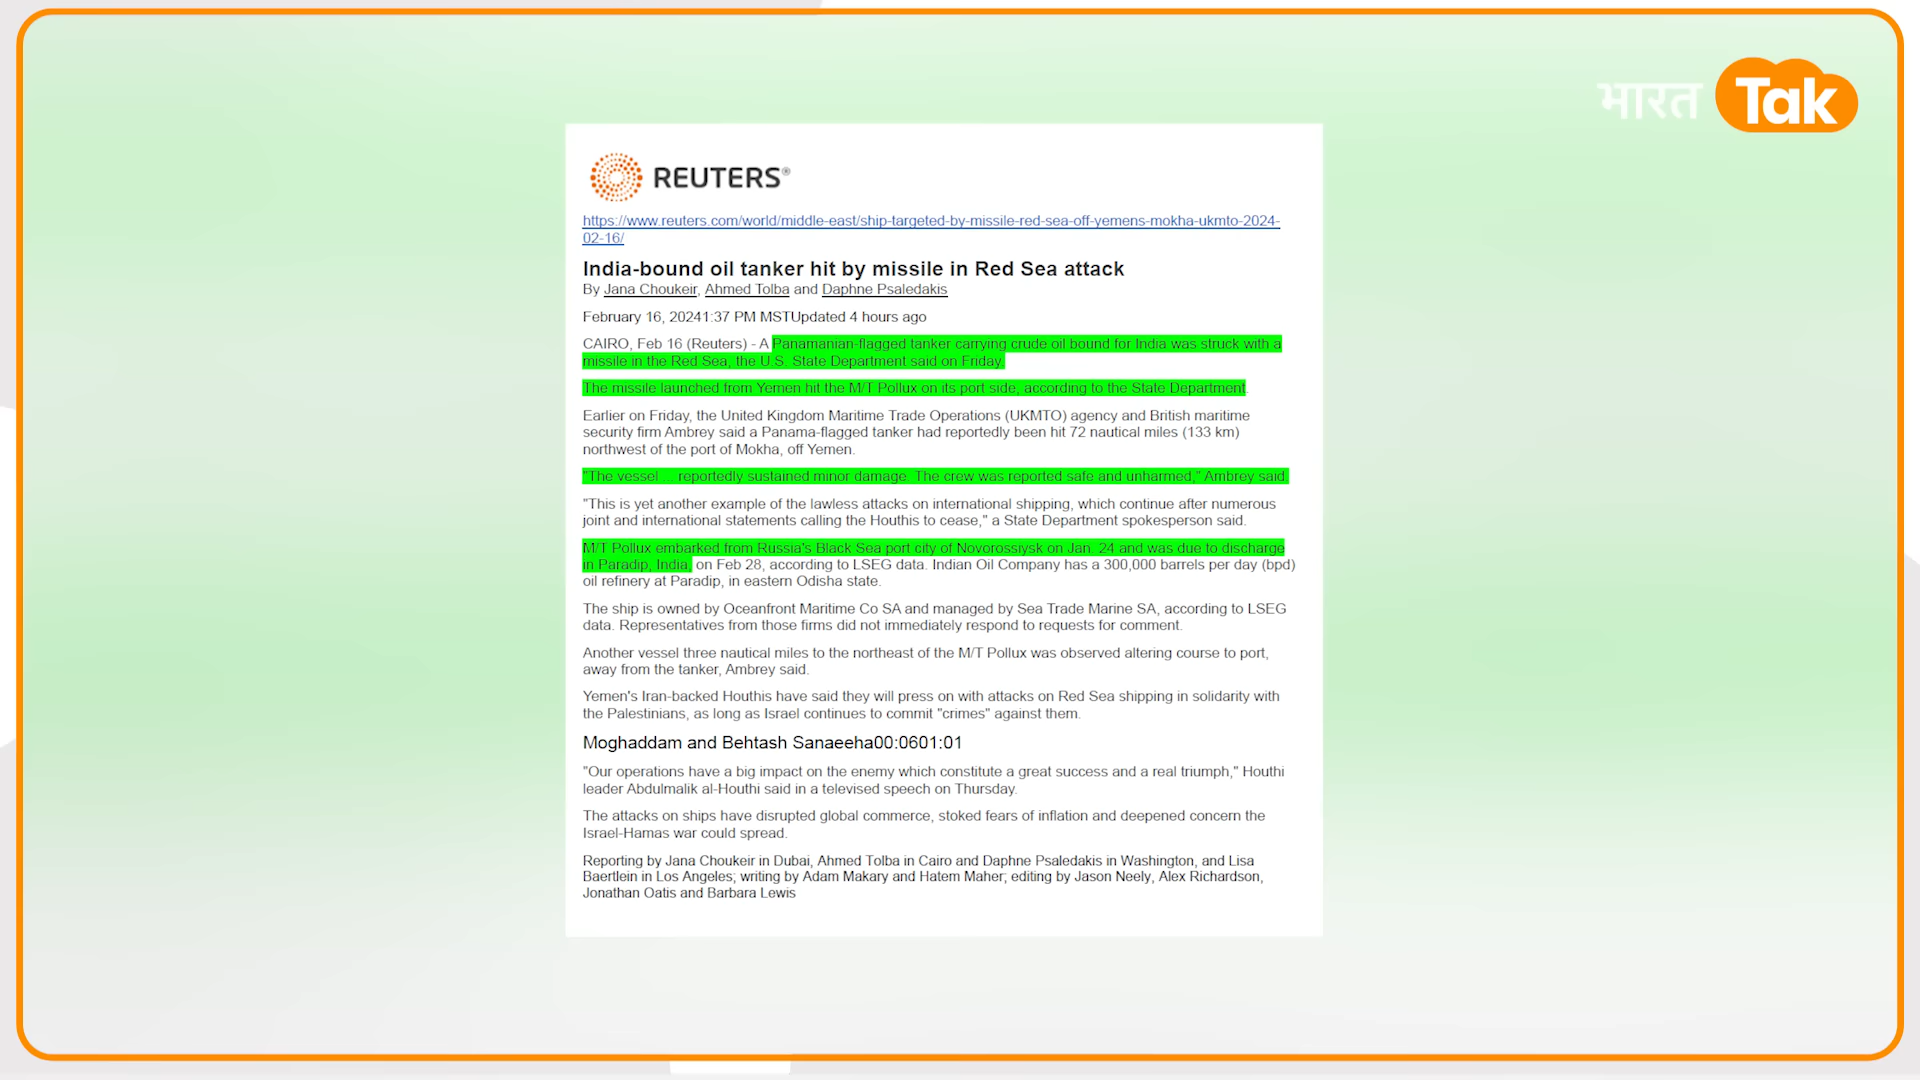 भारत Tak
REUTERS®
https://www.reuters.com/world/middle-east/ship-targeted-by-missile-red-sea-off-yemens-mokha-ukmto-2024-
02-16/
India-bound oil tanker hit by missile in Red Sea attack
By Jana Choukeir, Ahmed Tolba and Daphne Psaledakis
February 16, 20241:37 PM MSTUpdated 4 hours ago
CAIRO, Feb 16 (Reuters) - A Panamanian-flagged tanker carrying crude oil bound for India was struck with a
missile in the Red Sea, the U.S. State Department said on Friday.
The missile launched from Yemen hit the M/T Pollux on its port side, according to the State Department.
Earlier on Friday, the United Kingdom Maritime Trade Operations (UKMTO) agency and British maritime
security firm Ambrey said a Panama-flagged tanker had reportedly been hit 72 nautical miles (133 km)
northwest of the port of Mokha, off Yemen.
"The vessel ... reportedly sustained minor damage. The crew was reported safe and unharmed," Ambrey said.
"This is yet another example of the lawless attacks on international shipping, which continue after numerous
joint and international statements calling the Houthis to cease," a State Department spokesperson said.
M/T Pollux embarked from Russia's Black Sea port city of Novorossiysk on Jan. 24 and was due to discharge
in Paradip, India, on Feb 28, according to LSEG data. Indian Oil Company has a 300,000 barrels per day (bpd)
oil refinery at Paradip, in eastern Odisha state.
The ship is owned by Oceanfront Maritime Co SA and managed by Sea Trade Marine SA, according to LSEG
data. Representatives from those firms did not immediately respond to requests for comment.
Another vessel three nautical miles to the northeast of the M/T Pollux was observed altering course to port,
away from the tanker, Ambrey said.
Yemen's Iran-backed Houthis have said they will press on with attacks on Red Sea shipping in solidarity with
the Palestinians, as long as Israel continues to commit "crimes" against them.
Moghaddam and Behtash Sanaeeha00:0601:01
"Our operations have a big impact on the enemy which constitute a great success and a real triumph," Houthi
leader Abdulmalik al-Houthi said in a televised speech on Thursday.
The attacks on ships have disrupted global commerce, stoked fears of inflation and deepened concern the
Israel-Hamas war could spread.
Reporting by Jana Choukeir in Dubai, Ahmed Tolba in Cairo and Daphne Psaledakis in Washington, and Lisa
Baertlein in Los Angeles; writing by Adam Makary and Hatem Maher; editing by Jason Neely, Alex Richardson,
Jonathan Oatis and Barbara Lewis